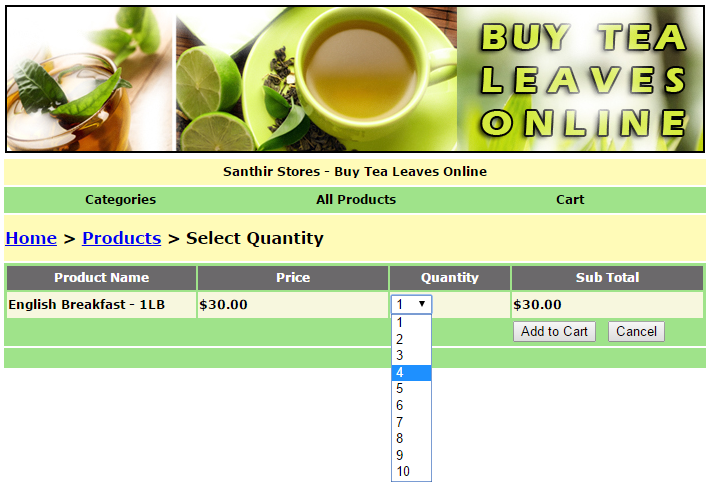 BUY TEA
LEAVES
ONLINE
Santhir Stores - Buy Tea Leaves Online
Categories All Products Cart
Home > Products > Select Quantity
Product Name Price Quantity Sub Total
English Breakfast - 1LB $30.00 1 $30.00
Add to Cart Cancel
1
2
3
4
5
6
7
8
9
10